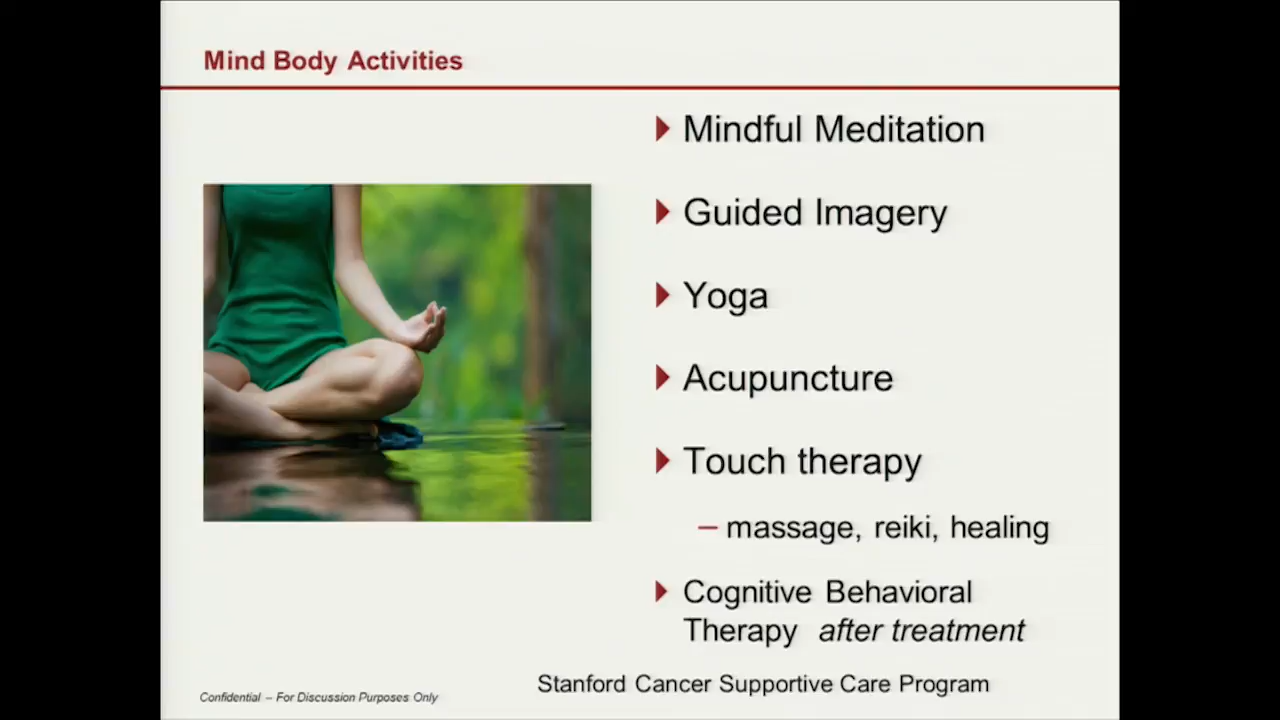 Mind Body Activities
Mindful Meditation
Guided Imagery
Yoga
Acupuncture
Touch therapy
– massage, reiki, healing
Cognitive Behavioral
Therapy after treatment
Stanford Cancer Supportive Care Program
Confidential – For Discussion Purposes Only